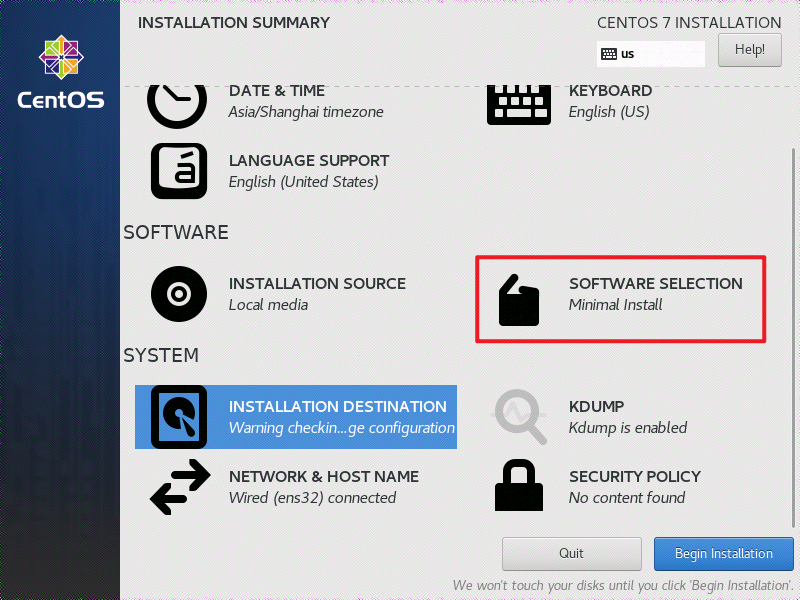 INSTALLATION SUMMARY
CENTOS 7 INSTALLATION
us
Help!
CentOS
DATE & TIME
Asia/Shanghai timezone
KEYBOARD
English (US)
á
LANGUAGE SUPPORT
English (United States)
SOFTWARE
INSTALLATION SOURCE
Local media
SOFTWARE SELECTION
Minimal Install
SYSTEM
INSTALLATION DESTINATION
Warning checkin...ge configuration
KDUMP
Kdump is enabled
NETWORK & HOST NAME
Wired (ens32) connected
SECURITY POLICY
No content found
Quit
Begin Installation
We won't touch your disks until you click 'Begin Installation'.